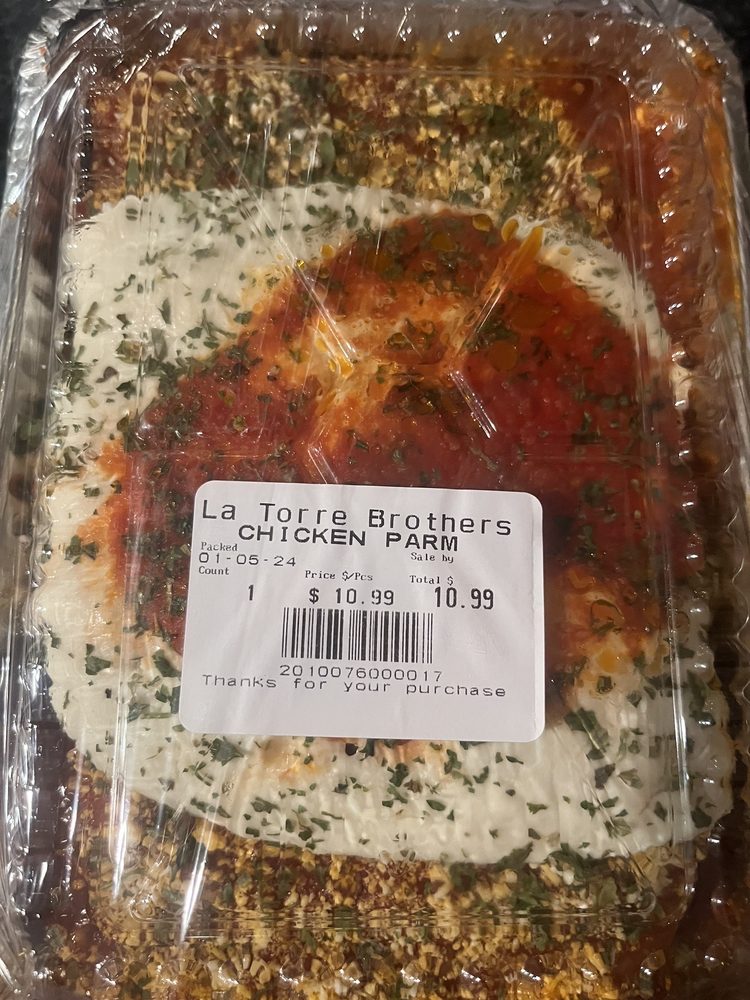 La Torre Brothers
CHICKEN PARM
Packed Sale by
01-05-24
Count Price $/Pcs Total $
1 $ 10.99 10.99
2010076000017
Thanks for your purchase